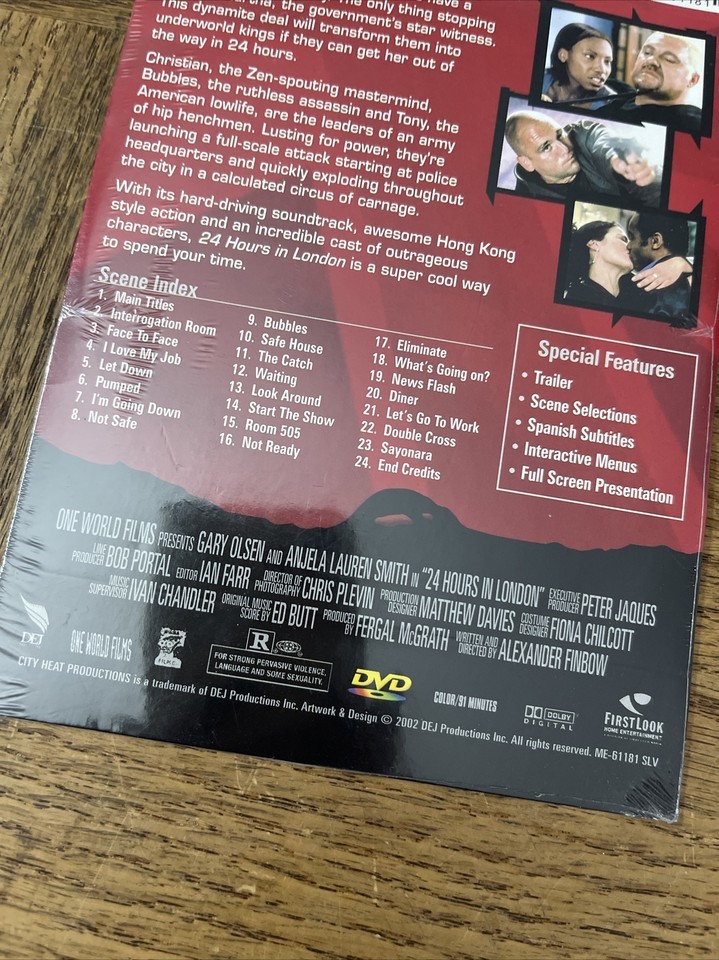 have a
the government's star witness. The only thing stopping
This dynamite deal will transform them into
underworld kings if they can get her out of
the way in 24 hours.
Christian, the Zen-spouting mastermind,
Bubbles, the ruthless assassin and Tony, the
American lowlife, are the leaders of an army
of hip henchmen. Lusting for power, they're
launching a full-scale attack starting at police
headquarters and quickly exploding throughout
the city in a calculated circus of carnage.
With its hard-driving soundtrack, awesome Hong Kong
style action and an incredible cast of outrageous
characters, 24 Hours in London is a super cool way
to spend your time.
Scene Index
1. Main Titles
2. Interrogation Room
3. Face To Face
4. I Love My Job
5. Let Down
6. Pumped
7. I'm Going Down
8. Not Safe
9. Bubbles
10. Safe House
11. The Catch
12. Waiting
13. Look Around
14. Start The Show
15. Room 505
16. Not Ready
17. Eliminate
18. What's Going on?
19. News Flash
20. Diner
21. Let's Go To Work
22. Double Cross
23. Sayonara
24. End Credits
Special Features
• Trailer
• Scene Selections
• Spanish Subtitles
• Interactive Menus
• Full Screen Presentation
ONE WORLD FILMS PRESENTS GARY OLSEN AND ANJELA LAUREN SMITH IN "24 HOURS IN LONDON" EXECUTIVE PRODUCER PETER JAQUES
LINE PRODUCER BOB PORTAL EDITOR IAN FARR DIRECTOR OF PHOTOGRAPHY CHRIS PLEVIN PRODUCTION DESIGNER MATTHEW DAVIES COSTUME DESIGNER FIONA CHILCOTT
MUSIC SUPERVISOR IVAN CHANDLER ORIGINAL MUSIC SCORE BY ED BUTT PRODUCED BY FERGAL McGRATH WRITTEN AND DIRECTED BY ALEXANDER FINBOW
DEJ
ONE WORLD FILMS
R
FOR STRONG PERVASIVE VIOLENCE,
LANGUAGE AND SOME SEXUALITY.
DVD
COLOR/91 MINUTES
DOLBY
DIGITAL
FIRSTLOOK
HOME ENTERTAINMENT
CITY HEAT PRODUCTIONS is a trademark of DEJ Productions Inc. Artwork & Design © 2002 DEJ Productions Inc. All rights reserved. ME-61181 SLV